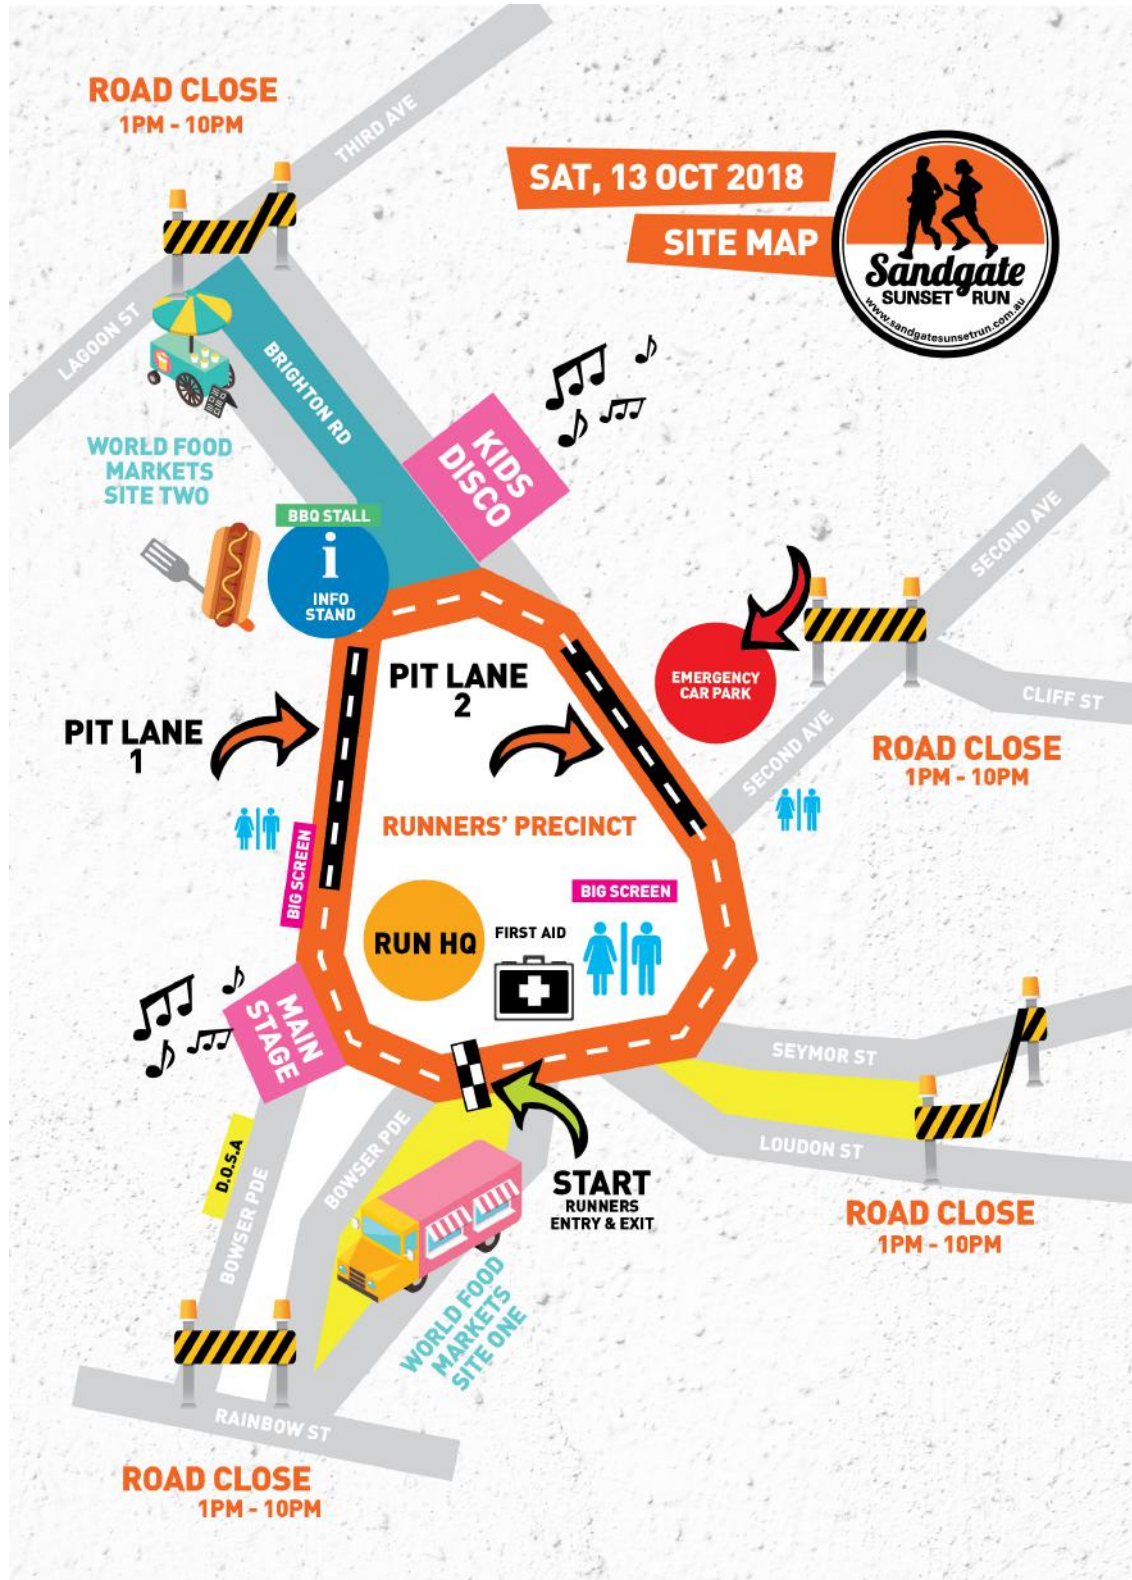 ROAD CLOSE
1PM - 10PM
THIRD AVE
SAT, 13 OCT 2018
SITE MAP
Sandgate
SUNSET RUN
www.sandgatesunsetrun.com.au
LAGOON ST
BRIGHTON RD
WORLD FOOD
MARKETS
SITE TWO
KIDS
DISCO
BBQ STALL
i
INFO
STAND
SECOND AVE
EMERGENCY
CAR PARK
CLIFF ST
PIT LANE
2
PIT LANE
1
SECOND AVE
ROAD CLOSE
1PM - 10PM
RUNNERS' PRECINCT
BIG SCREEN
BIG SCREEN
RUN HQ
FIRST AID
MAIN
STAGE
SEYMOR ST
LOUDON ST
BOWSER PDE
D.O.S.A
BOWSER PDE
START
RUNNERS
ENTRY & EXIT
ROAD CLOSE
1PM - 10PM
WORLD FOOD
MARKETS
SITE ONE
RAINBOW ST
ROAD CLOSE
1PM - 10PM